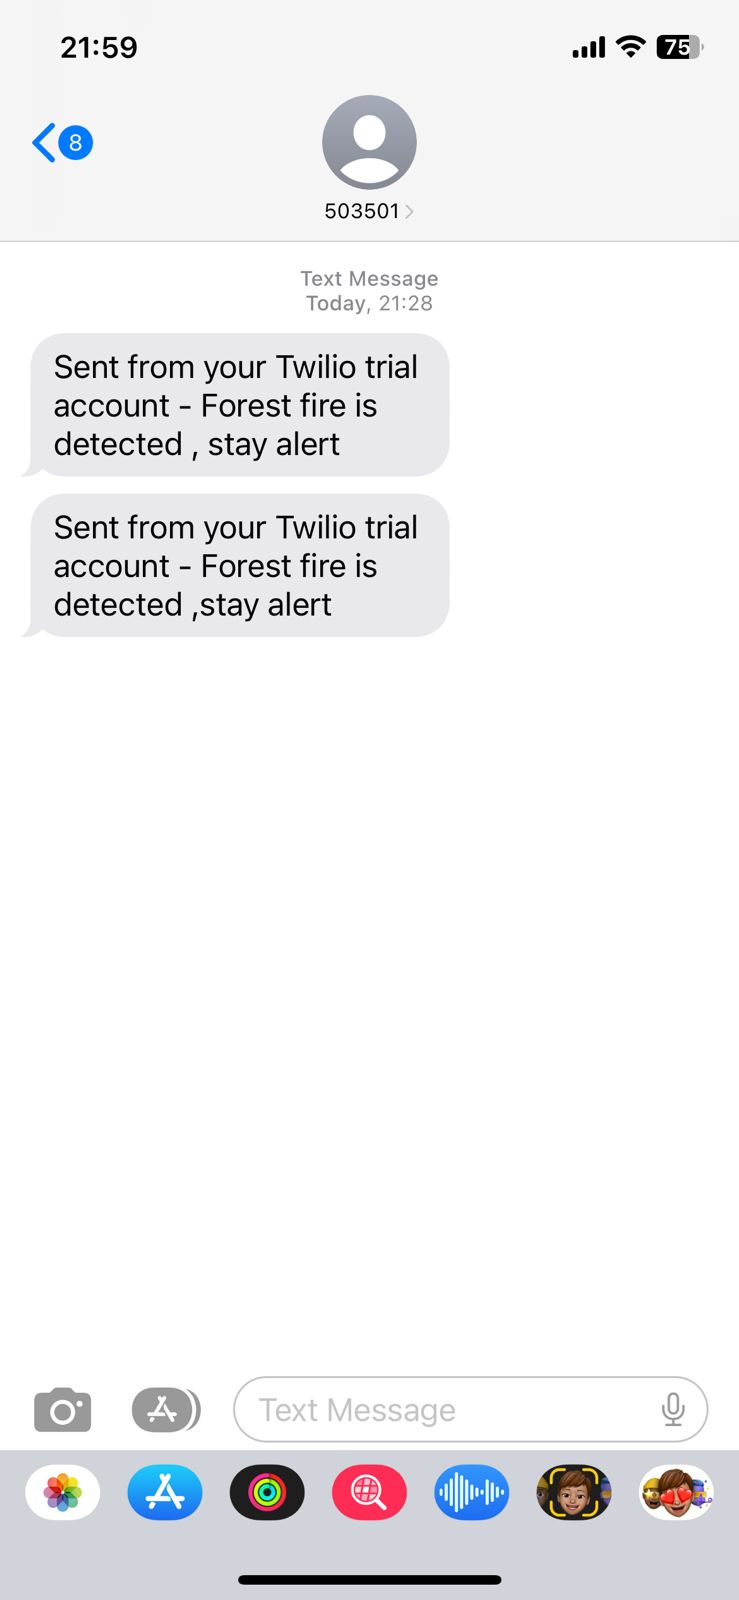 21:59
75
8
503501
Text Message
Today, 21:28
Sent from your Twilio trial
account - Forest fire is
detected , stay alert
Sent from your Twilio trial
account - Forest fire is
detected ,stay alert
Text Message